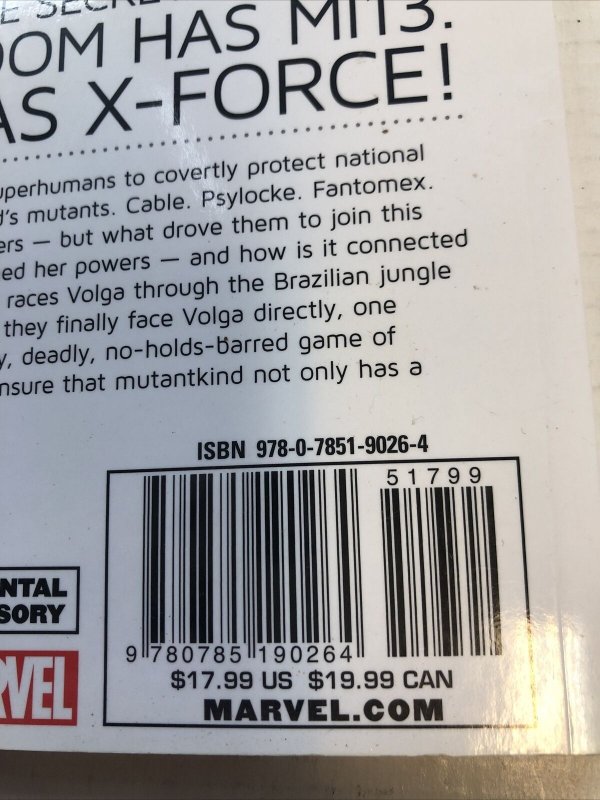 E SECRE
OOM HAS MI13.
AS X-FORCE!
uperhumans to covertly protect national
d's mutants. Cable. Psylocke. Fantomex.
ers — but what drove them to join this
ed her powers — and how is it connected
races Volga through the Brazilian jungle
they finally face Volga directly, one
y, deadly, no-holds-barred game of
nsure that mutantkind not only has a
ISBN 978-0-7851-9026-4
51799
9 780785 190264
$17.99 US $19.99 CAN
MARVEL.COM
NTAL
SORY
RVEL